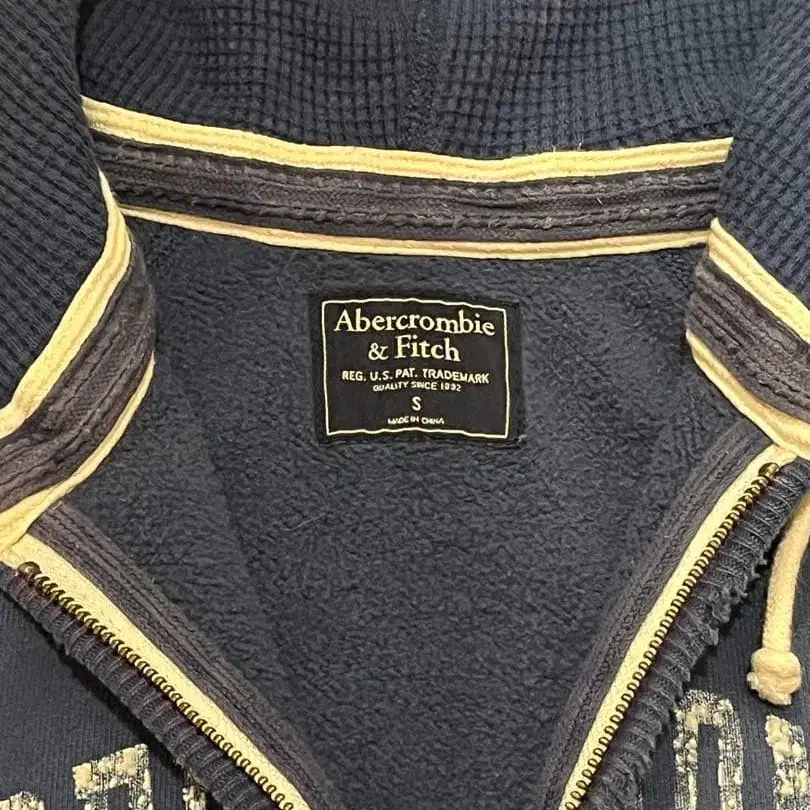 Abercrombie
& Fitch
REG. U.S. PAT. TRADEMARK
QUALITY SINCE 1892
S
MADE IN CHINA